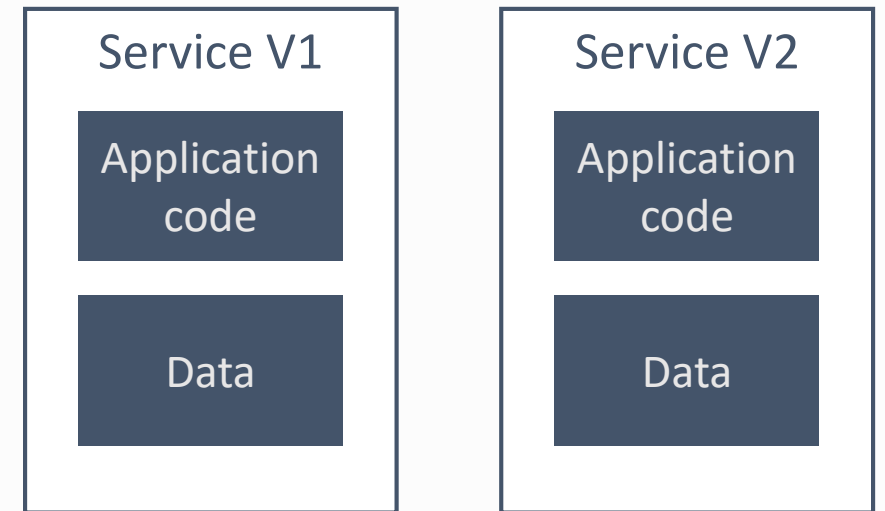 Service V1
Application
code
Data
Service V2
Application
code
Data